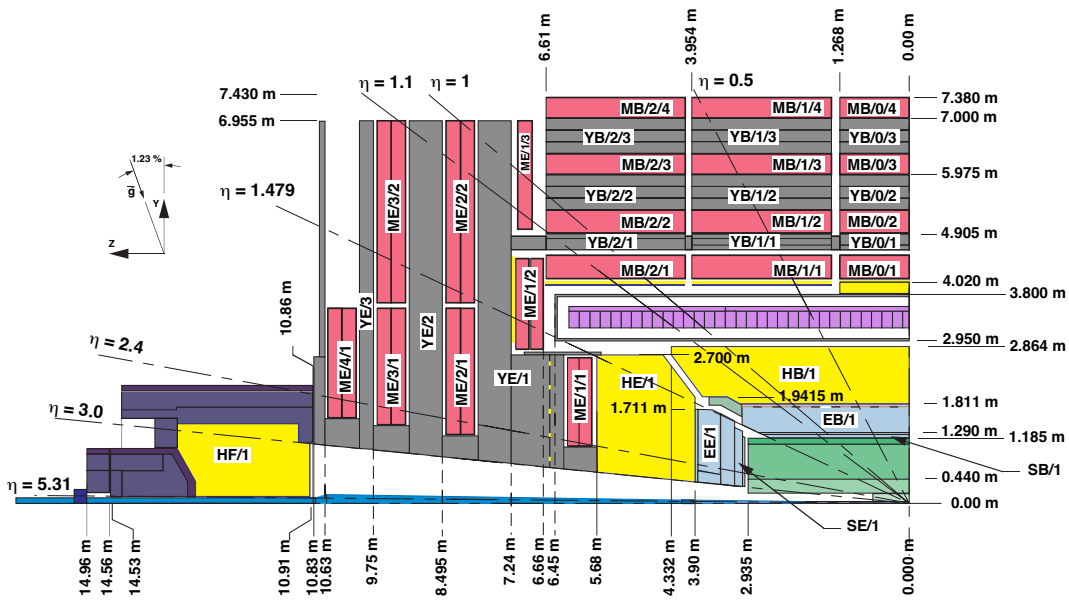 6.61 m
3.954 m
1.268 m
0.00 m
η = 1.1
η = 1
η = 0.5
7.430 m
6.955 m
7.380 m
7.000 m
5.975 m
4.905 m
4.020 m
3.800 m
2.950 m
2.864 m
1.811 m
1.290 m
1.185 m
0.440 m
0.00 m
MB/2/4
MB/1/4
MB/0/4
YB/2/3
YB/1/3
YB/0/3
MB/2/3
MB/1/3
MB/0/3
YB/2/2
YB/1/2
YB/0/2
MB/2/2
MB/1/2
MB/0/2
YB/2/1
YB/1/1
YB/0/1
MB/2/1
MB/1/1
MB/0/1
1.23 %
g
Y
Z
η = 1.479
ME/3/2
ME/2/2
ME/1/3
ME/1/2
YE/3
YE/2
YE/1
10.86 m
η = 2.4
ME/4/1
ME/3/1
ME/2/1
ME/1/1
HE/1
2.700 m
HB/1
1.9415 m
1.711 m
EB/1
EE/1
SB/1
SE/1
η = 3.0
HF/1
η = 5.31
14.96 m
14.56 m
14.53 m
10.91 m
10.83 m
10.63 m
9.75 m
8.495 m
7.24 m
6.66 m
6.45 m
5.68 m
4.332 m
3.90 m
2.935 m
0.000 m